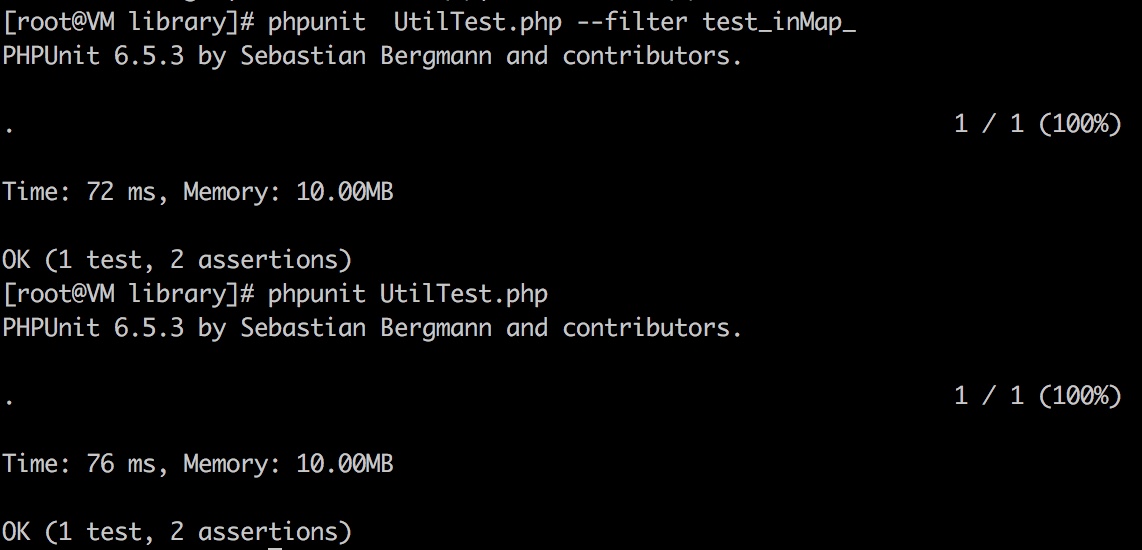 [root@VM library]# phpunit  UtilTest.php --filter test_inMap_
PHPUnit 6.5.3 by Sebastian Bergmann and contributors.
. 1 / 1 (100%)
Time: 72 ms, Memory: 10.00MB
OK (1 test, 2 assertions)
[root@VM library]# phpunit UtilTest.php
PHPUnit 6.5.3 by Sebastian Bergmann and contributors.
. 1 / 1 (100%)
Time: 76 ms, Memory: 10.00MB
OK (1 test, 2 assertions)